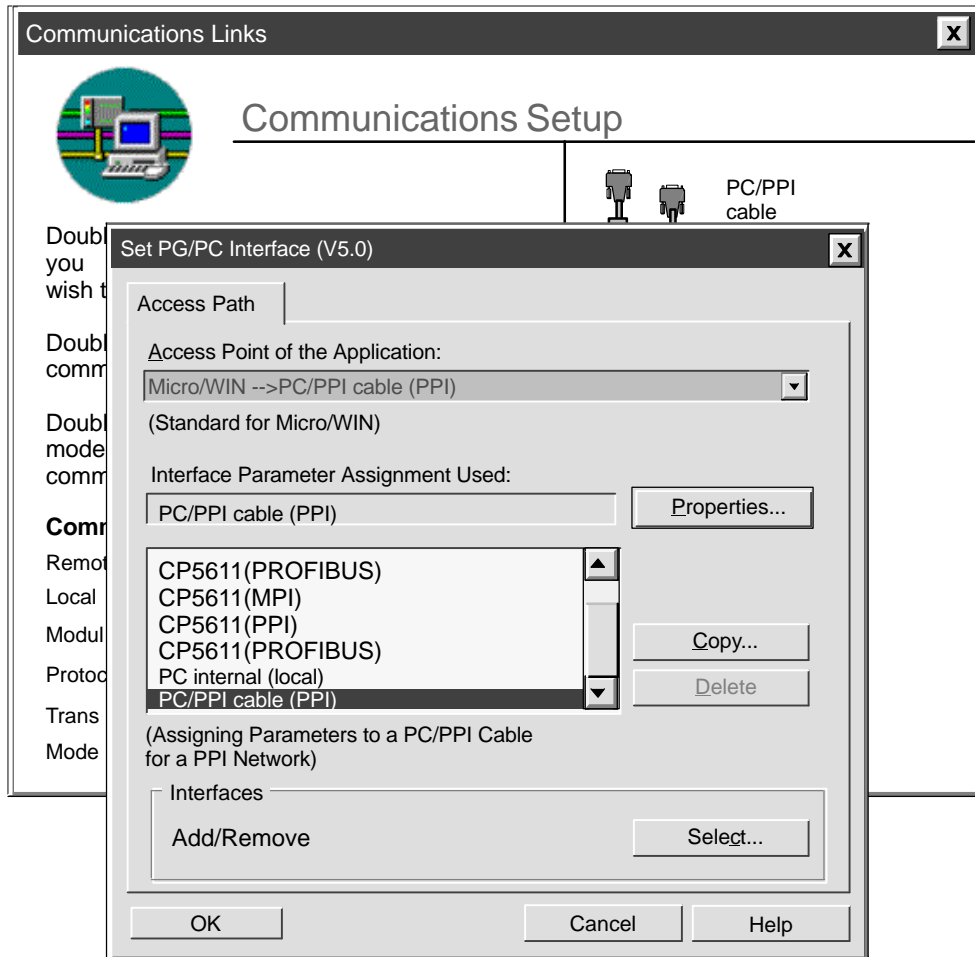 Communications Links
Communications Setup
PC/PPI
cable
Doubl
you
wish t
Doubl
comm
Doubl
mode
comm
Comm
Remot
Local
Modul
Protoc
Trans
Mode
Set PG/PC Interface (V5.0)
Access Path
Access Point of the Application:
Micro/WIN -->PC/PPI cable (PPI)
(Standard for Micro/WIN)
Interface Parameter Assignment Used:
PC/PPI cable (PPI)
Properties...
CP5611(PROFIBUS)
CP5611(MPI)
CP5611(PPI)
CP5611(PROFIBUS)
PC internal (local)
PC/PPI cable (PPI)
Copy...
Delete
(Assigning Parameters to a PC/PPI Cable
for a PPI Network)
Interfaces
Add/Remove
Select...
OK
Cancel
Help